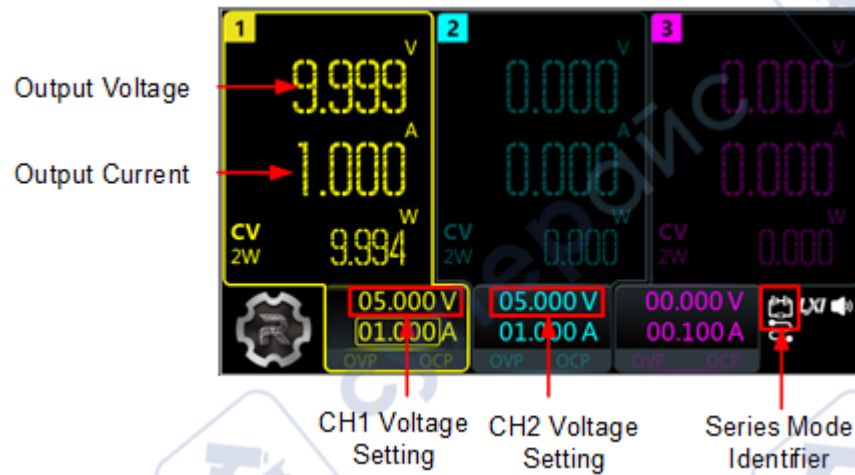 1
2
3
V
V
V
Output Voltage
9.999
0.000
0.000
A
A
A
Output Current
1.000
0.000
0.000
W
W
W
CV
2W
9.994
CV
2W
0.000
CV
2W
0.000
05.000 V
05.000 V
00.000 V
LXI
R
01.000 A
01.000 A
00.100 A
OVP OCP
OVP OCP
OVP OCP
CH1 Voltage
Setting
CH2 Voltage
Setting
Series Mode
Identifier